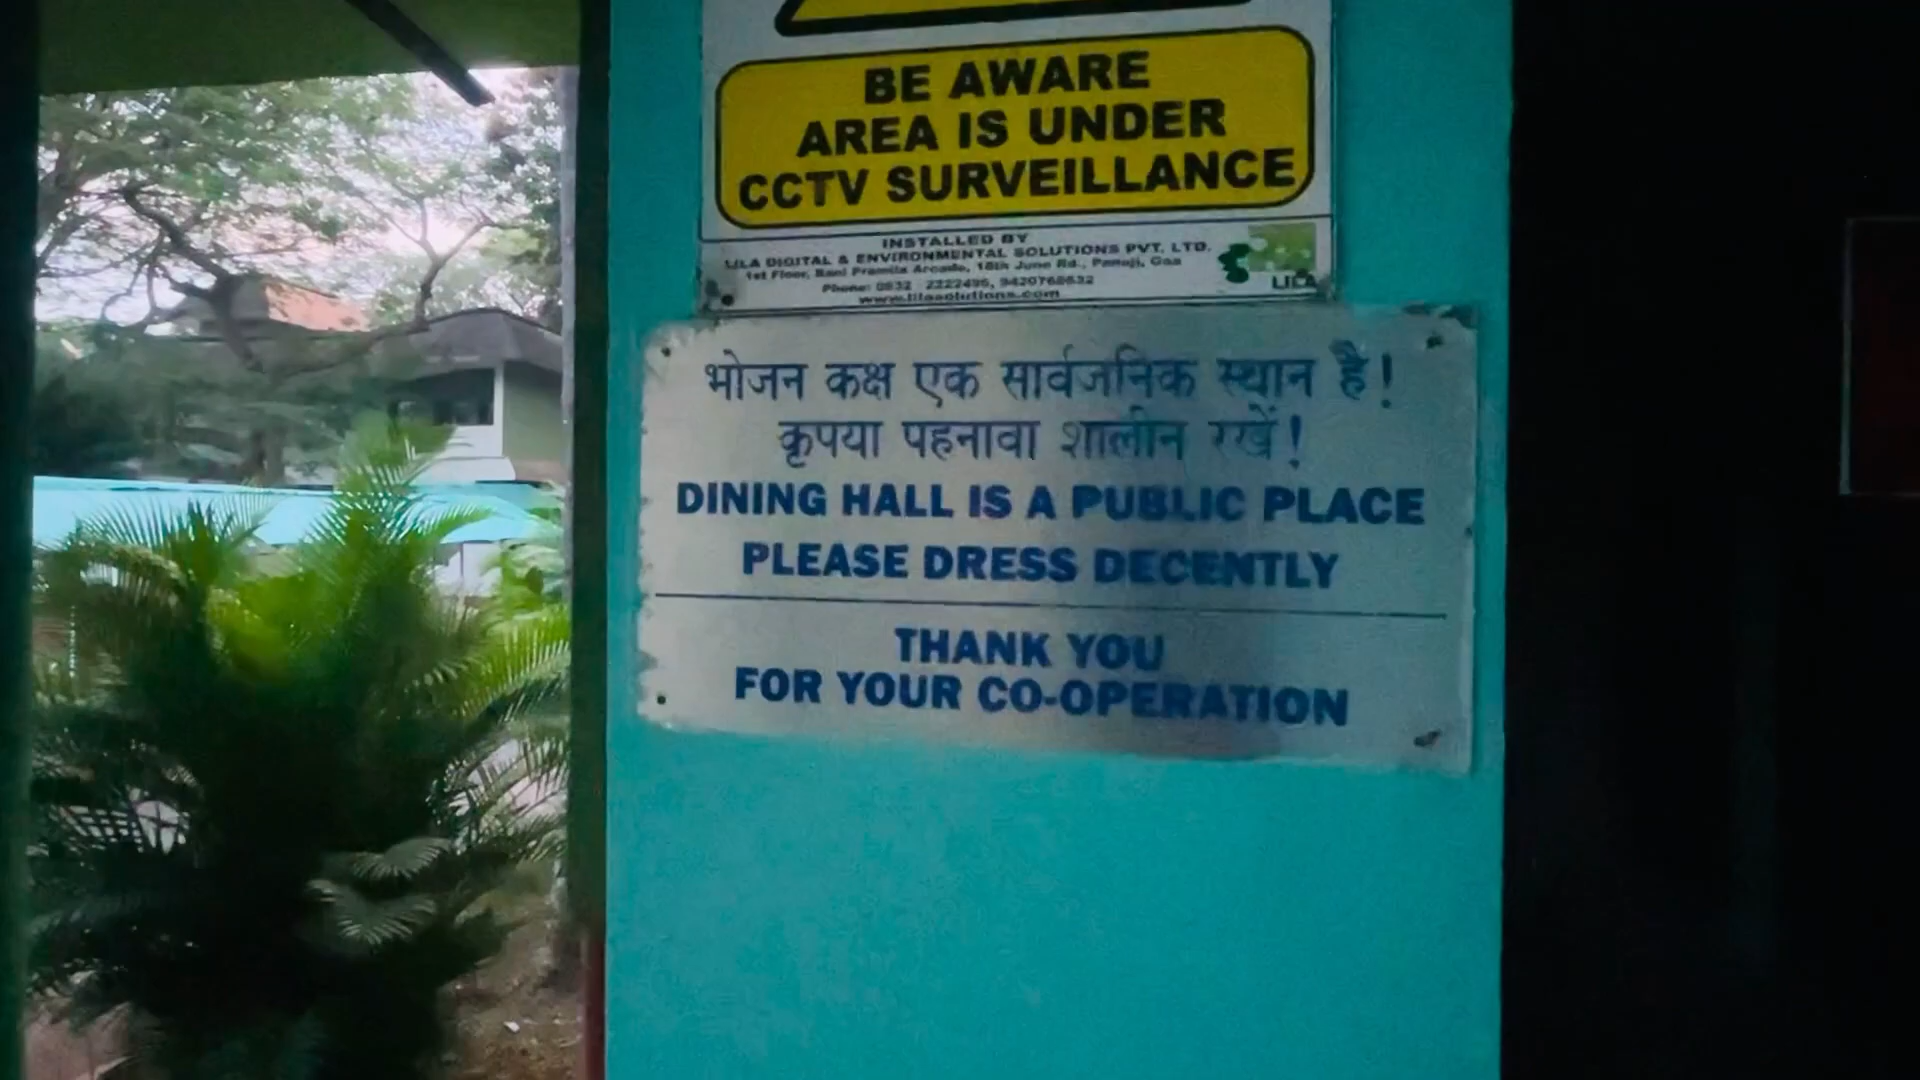 BE AWARE
AREA IS UNDER
CCTV SURVEILLANCE
INSTALLED BY
LILA DIGITAL & ENVIRONMENTAL SOLUTIONS PVT. LTD.
1st Floor, Rani Pramila Arcade, 18th June Rd., Panaji, Goa
Phone: 0832 2222495, 9420768632
www.lilasolutions.com
LILA
भोजन कक्ष एक सार्वजनिक स्थान है!
कृपया पहनावा शालीन रखें!
DINING HALL IS A PUBLIC PLACE
PLEASE DRESS DECENTLY
THANK YOU
FOR YOUR CO-OPERATION